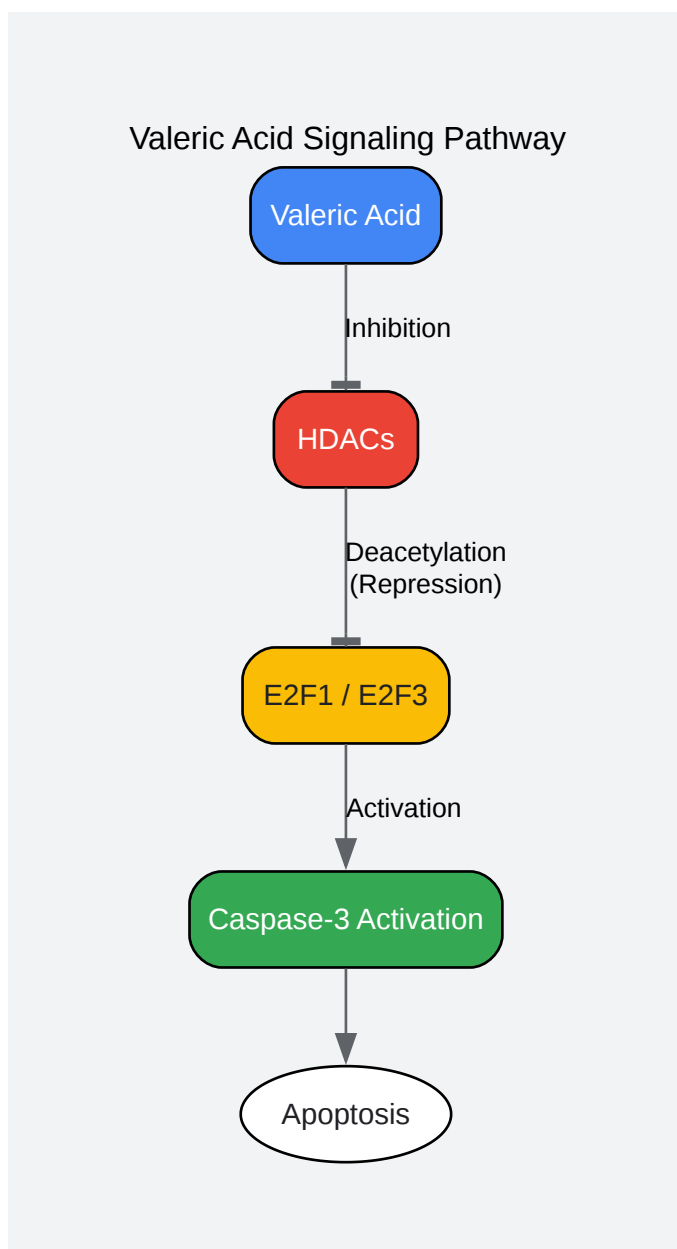 Valeric Acid Signaling Pathway
Valeric Acid
Inhibition
HDACs
Deacetylation
(Repression)
E2F1 / E2F3
Activation
Caspase-3 Activation
Apoptosis